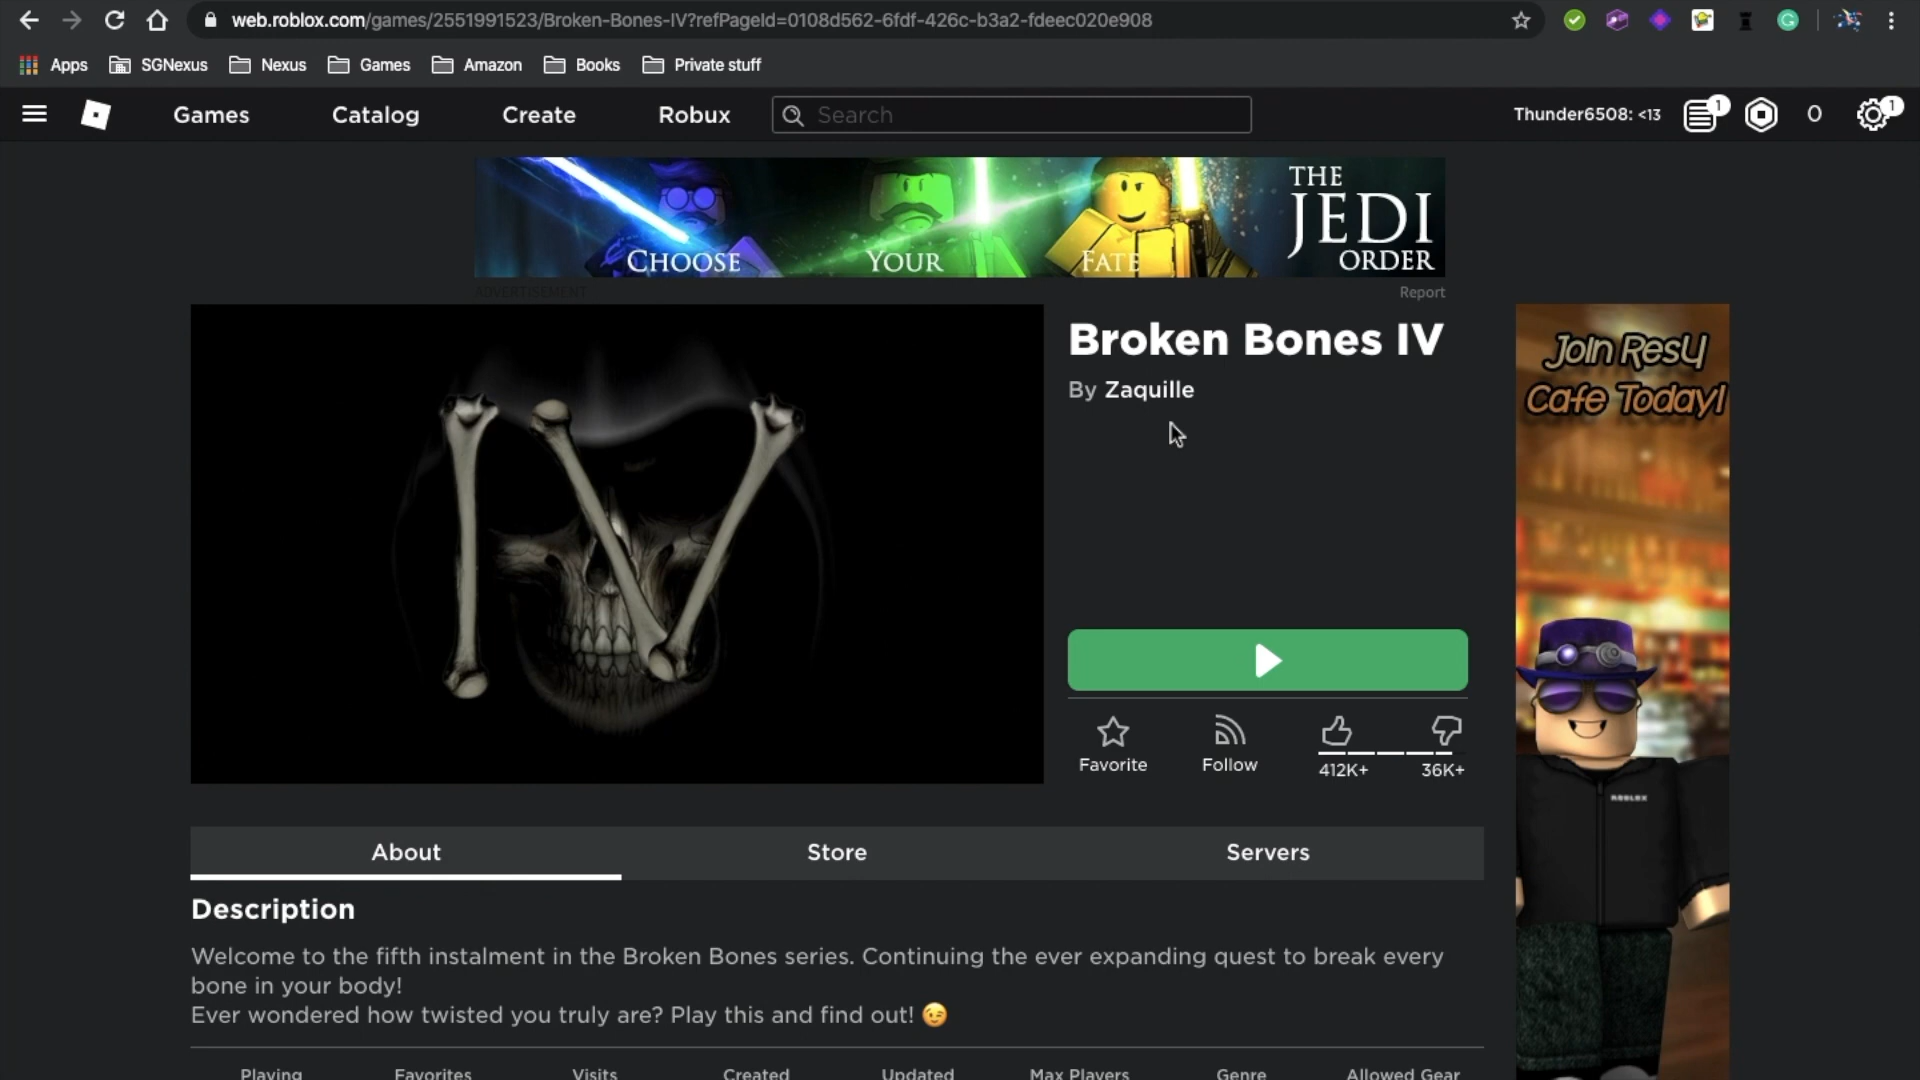 web.roblox.com/games/2551991523/Broken-Bones-IV?refPageId=0108d562-6fdf-426c-b3a2-fdeec020e908
Apps SGNexus Nexus Games Amazon Books Private stuff
Games Catalog Create Robux Search Thunder6508: <13 1 0 1
CHOOSE YOUR FATE
THE
JEDI
ORDER
ADVERTISEMENT Report
Broken Bones IV
By Zaquille
Join Resy
Cafe Today!
Favorite Follow 412K+ 36K+
ROBLOX
About Store Servers
Description
Welcome to the fifth instalment in the Broken Bones series. Continuing the ever expanding quest to break every
bone in your body!
Ever wondered how twisted you truly are? Play this and find out! 😉
Playing Favorites Visits Created Updated Max Players Genre Allowed Gear